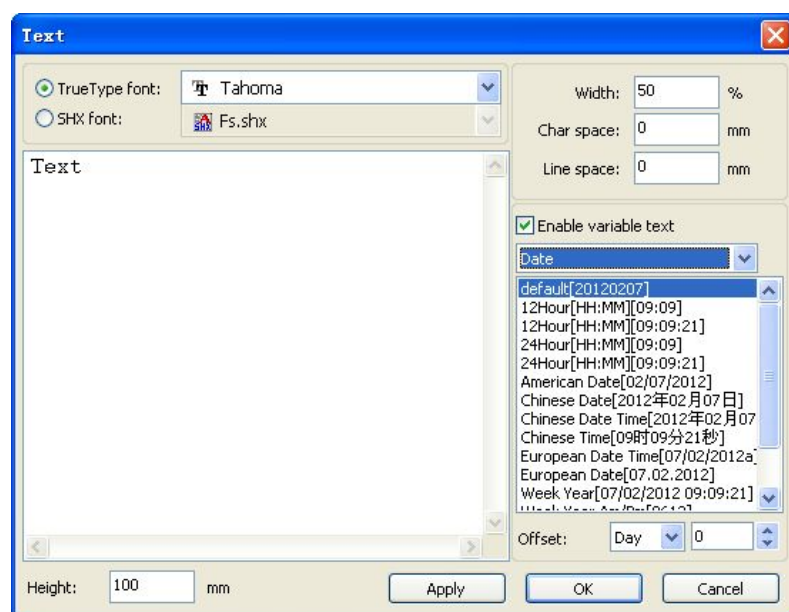 Text
TrueType font: Tahoma
SHX font: Fs.shx
Text
Width: 50 %
Char space: 0 mm
Line space: 0 mm
Enable variable text
Date
default[20120207]
12Hour[HH:MM][09:09]
12Hour[HH:MM][09:09:21]
24Hour[HH:MM][09:09]
24Hour[HH:MM][09:09:21]
American Date[02/07/2012]
Chinese Date[2012年02月07日]
Chinese Date Time[2012年02月07
Chinese Time[09时09分21秒]
European Date Time[07/02/2012a]
European Date[07.02.2012]
Week Year[07/02/2012 09:09:21]
Offset: Day 0
Height: 100 mm
Apply OK Cancel